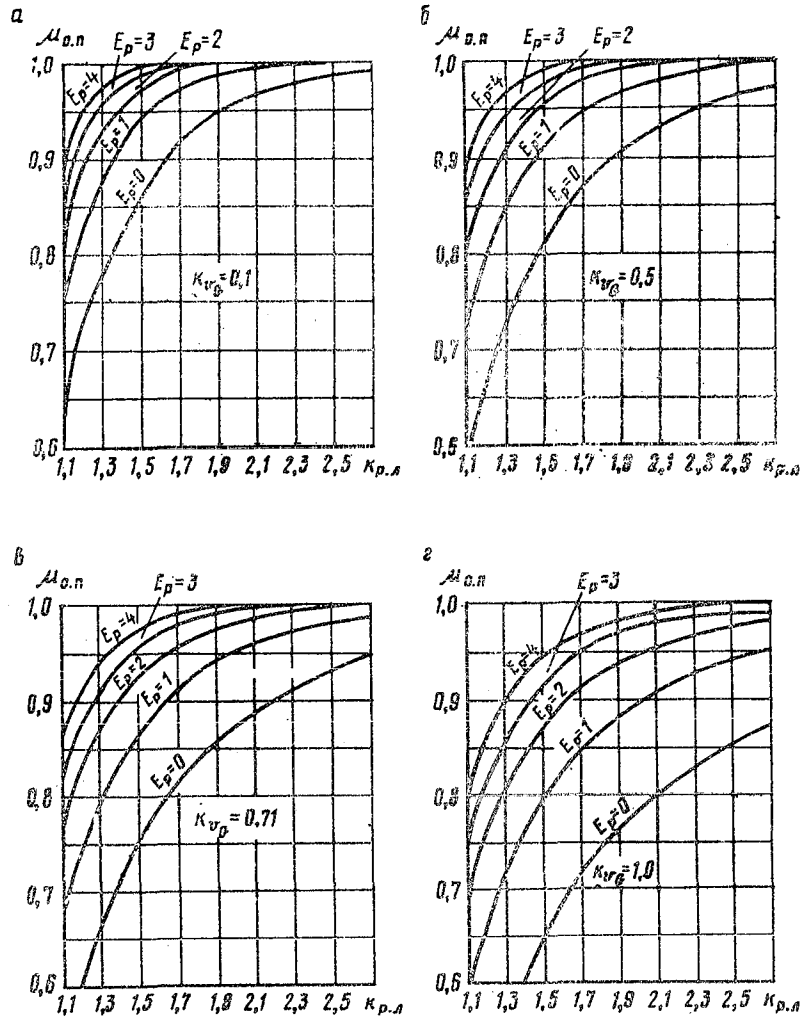 а
μо.п
Eр=3
Eр=2
Eр=4
Eр=1
Eр=0
1,0
0,9
0,8
0,7
0,6
κv₀=0,1
1,1 1,3 1,5 1,7 1,9 2,1 2,3 2,5 κр.л
б
μо.п
Eр=3
Eр=2
Eр=4
Eр=1
Eр=0
1,0
0,9
0,8
0,7
0,6
κv₀=0,5
1,1 1,3 1,5 1,7 1,9 2,1 2,3 2,5 κр.л
в
μо.п
Eр=3
Eр=4
Eр=2
Eр=1
Eр=0
1,0
0,9
0,8
0,7
0,6
κv₀=0,71
1,1 1,3 1,5 1,7 1,9 2,1 2,3 2,5 κр.л
г
μо.п
Eр=3
Eр=4
Eр=2
Eр=1
Eр=0
1,0
0,9
0,8
0,7
0,6
κv₀=1,0
1,1 1,3 1,5 1,7 1,9 2,1 2,3 2,5 κр.л